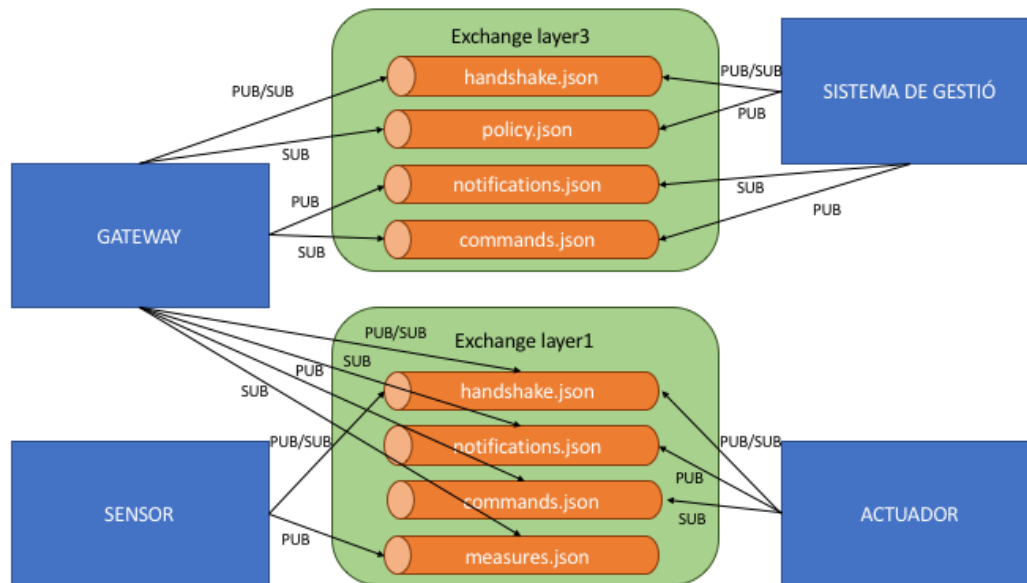 Exchange layer3
handshake.json
policy.json
notifications.json
commands.json
SISTEMA DE GESTIÓ
PUB/SUB
PUB
SUB
PUB
PUB/SUB
SUB
PUB
SUB
GATEWAY
Exchange layer1
handshake.json
notifications.json
commands.json
measures.json
PUB/SUB
SUB
PUB
SUB
SENSOR
PUB/SUB
PUB
ACTUADOR
PUB/SUB
PUB
SUB